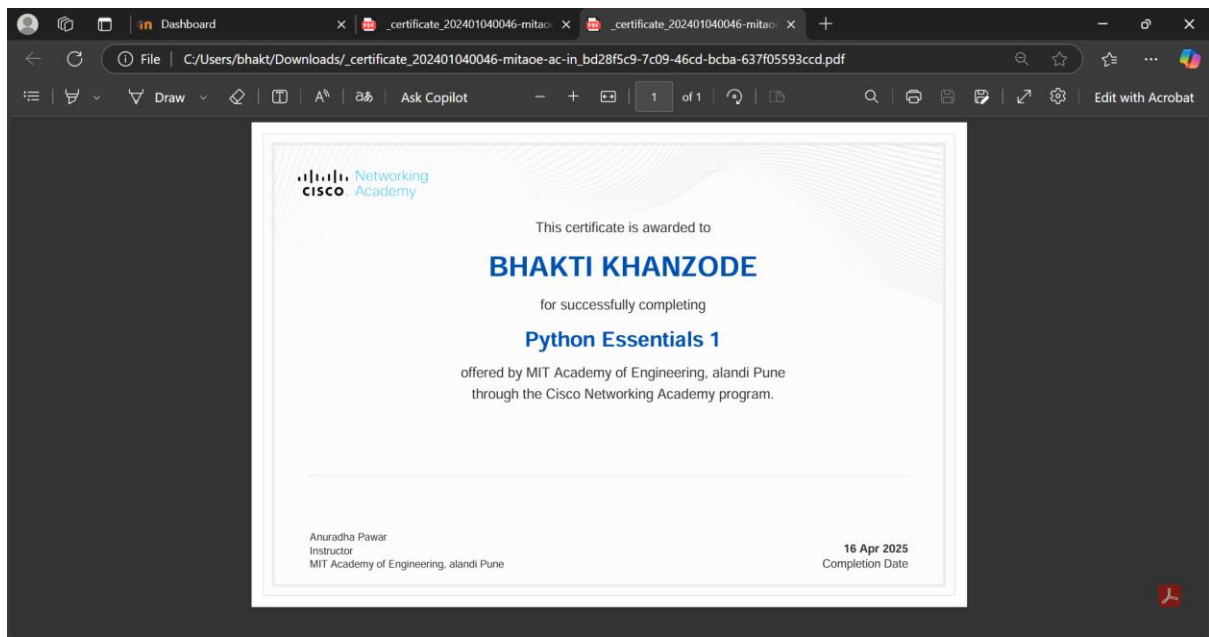 Dashboard
_certificate_202401040046-mitao
_certificate_202401040046-mitao
File
C:/Users/bhakt/Downloads/_certificate_202401040046-mitaoe-ac-in_bd28f5c9-7c09-46cd-bcba-637f05593ccd.pdf
Draw
Ask Copilot
1 of 1
Edit with Acrobat
CISCO Networking Academy
This certificate is awarded to
BHAKTI KHANZODE
for successfully completing
Python Essentials 1
offered by MIT Academy of Engineering, alandi Pune
through the Cisco Networking Academy program.
Anuradha Pawar
Instructor
MIT Academy of Engineering, alandi Pune
16 Apr 2025
Completion Date